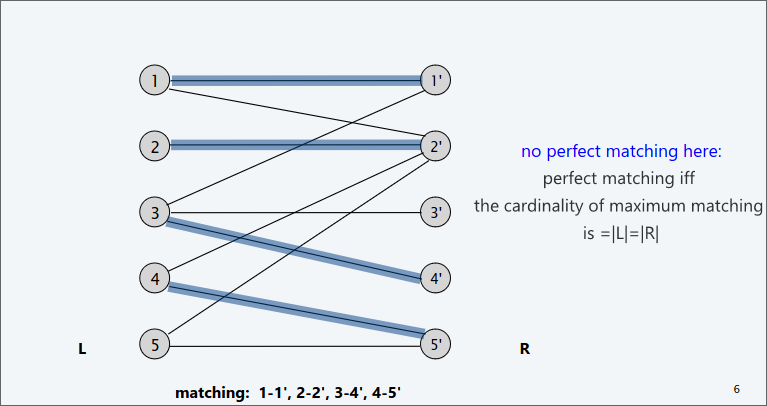 1 1'
2 2'
no perfect matching here:
perfect matching iff
the cardinality of maximum matching
is =|L|=|R|
3 3'
4 4'
5 5'
L R
matching: 1-1', 2-2', 3-4', 4-5'
6